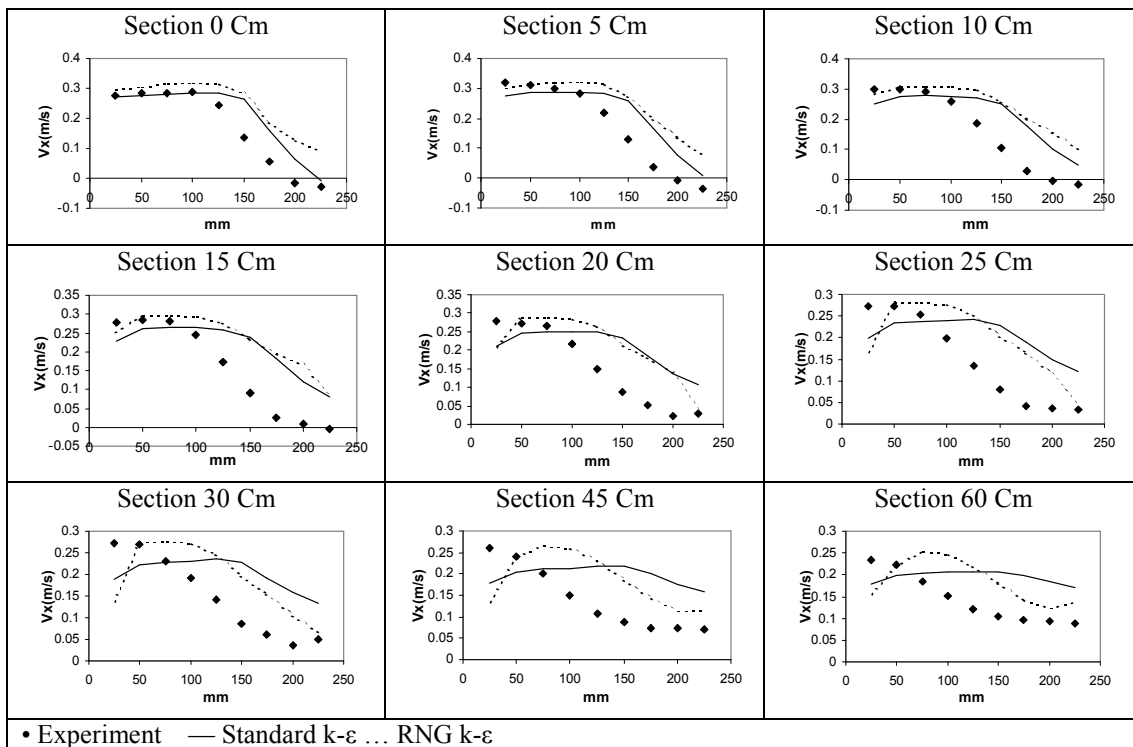 Section 0 Cm
0.4
0.3
0.2
0.1
0
-0.1
0 50 100 150 200 250
Vx(m/s)
mm
Section 5 Cm
0.4
0.3
0.2
0.1
0
-0.1
0 50 100 150 200 250
Vx(m/s)
mm
Section 10 Cm
0.4
0.3
0.2
0.1
0
-0.1
0 50 100 150 200 250
Vx(m/s)
mm
Section 15 Cm
0.35
0.3
0.25
0.2
0.15
0.1
0.05
0
-0.05
0 50 100 150 200 250
Vx(m/s)
mm
Section 20 Cm
0.35
0.3
0.25
0.2
0.15
0.1
0.05
0
0 50 100 150 200 250
Vx(m/s)
mm
Section 25 Cm
0.3
0.25
0.2
0.15
0.1
0.05
0
0 50 100 150 200 250
Vx(m/s)
mm
Section 30 Cm
0.3
0.25
0.2
0.15
0.1
0.05
0
0 50 100 150 200 250
Vx(m/s)
mm
Section 45 Cm
0.3
0.25
0.2
0.15
0.1
0.05
0
0 50 100 150 200 250
Vx(m/s)
mm
Section 60 Cm
0.3
0.25
0.2
0.15
0.1
0.05
0
0 50 100 150 200 250
Vx(m/s)
mm
• Experiment — Standard k-ε … RNG k-ε